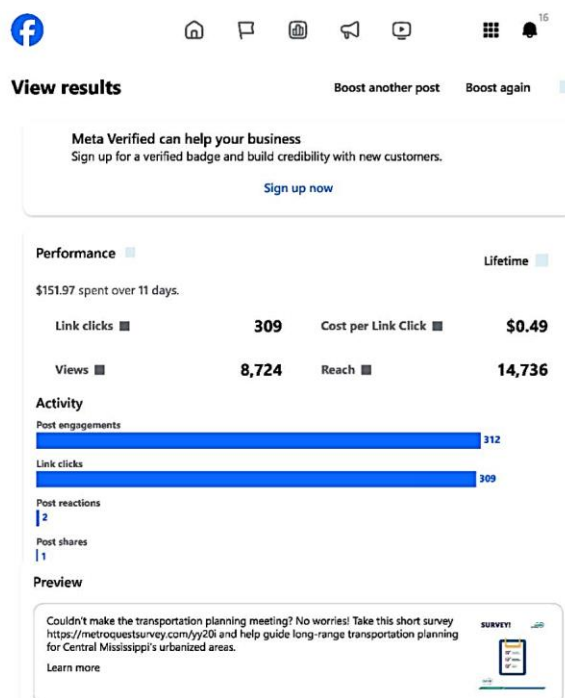 16
View results
Boost another post
Boost again
Meta Verified can help your business
Sign up for a verified badge and build credibility with new customers.
Sign up now
Performance
Lifetime
$151.97 spent over 11 days.
Link clicks 309 Cost per Link Click $0.49
Views 8,724 Reach 14,736
Activity
Post engagements
312
Link clicks
309
Post reactions
2
Post shares
1
Preview
Couldn't make the transportation planning meeting? No worries! Take this short survey
https://metroquestsurvey.com/yy20i and help guide long-range transportation planning
for Central Mississippi's urbanized areas.
Learn more
SURVEY!